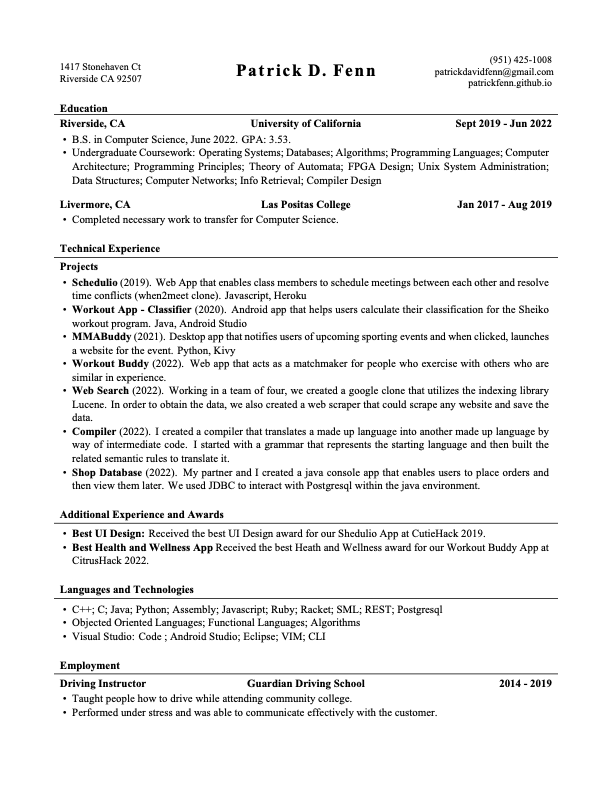 1417 Stonehaven Ct
Riverside CA 92507
Patrick D. Fenn
(951) 425-1008
patrickdavidfenn@gmail.com
patrickfenn.github.io
Education
Riverside, CA University of California Sept 2019 - Jun 2022
• B.S. in Computer Science, June 2022. GPA: 3.53.
• Undergraduate Coursework: Operating Systems; Databases; Algorithms; Programming Languages; Computer
Architecture; Programming Principles; Theory of Automata; FPGA Design; Unix System Administration;
Data Structures; Computer Networks; Info Retrieval; Compiler Design
Livermore, CA Las Positas College Jan 2017 - Aug 2019
• Completed necessary work to transfer for Computer Science.
Technical Experience
Projects
• Schedulio (2019). Web App that enables class members to schedule meetings between each other and resolve
time conflicts (when2meet clone). Javascript, Heroku
• Workout App - Classifier (2020). Android app that helps users calculate their classification for the Sheiko
workout program. Java, Android Studio
• MMABuddy (2021). Desktop app that notifies users of upcoming sporting events and when clicked, launches
a website for the event. Python, Kivy
• Workout Buddy (2022). Web app that acts as a matchmaker for people who exercise with others who are
similar in experience.
• Web Search (2022). Working in a team of four, we created a google clone that utilizes the indexing library
Lucene. In order to obtain the data, we also created a web scraper that could scrape any website and save the
data.
• Compiler (2022). I created a compiler that translates a made up language into another made up language by
way of intermediate code. I started with a grammar that represents the starting language and then built the
related semantic rules to translate it.
• Shop Database (2022). My partner and I created a java console app that enables users to place orders and
then view them later. We used JDBC to interact with Postgresql within the java environment.
Additional Experience and Awards
• Best UI Design: Received the best UI Design award for our Shedulio App at CutieHack 2019.
• Best Health and Wellness App Received the best Heath and Wellness award for our Workout Buddy App at
CitrusHack 2022.
Languages and Technologies
• C++; C; Java; Python; Assembly; Javascript; Ruby; Racket; SML; REST; Postgresql
• Objected Oriented Languages; Functional Languages; Algorithms
• Visual Studio: Code ; Android Studio; Eclipse; VIM; CLI
Employment
Driving Instructor Guardian Driving School 2014 - 2019
• Taught people how to drive while attending community college.
• Performed under stress and was able to communicate effectively with the customer.